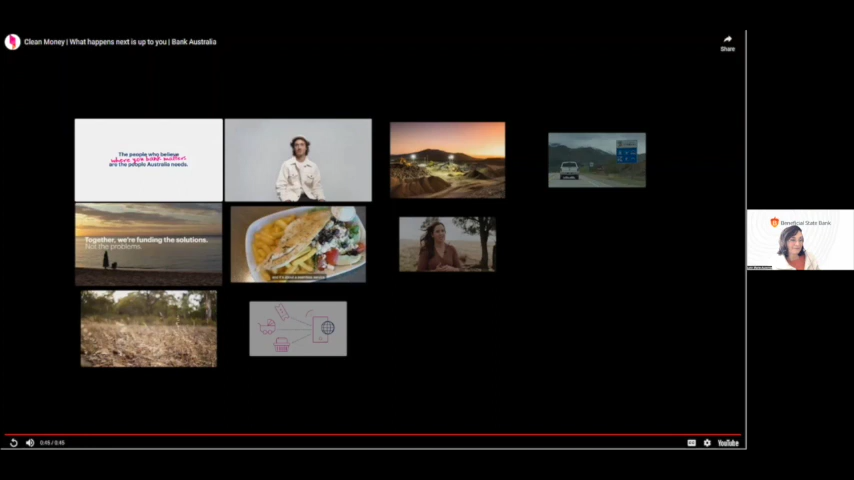 Clean Money | What happens next is up to you | Bank Australia
Share
The people who believe
where you bank matters
are the people Australia needs.
Together, we're funding the solutions.
Not the problems.
Beneficial State Bank
0:45 / 0:45
YouTube